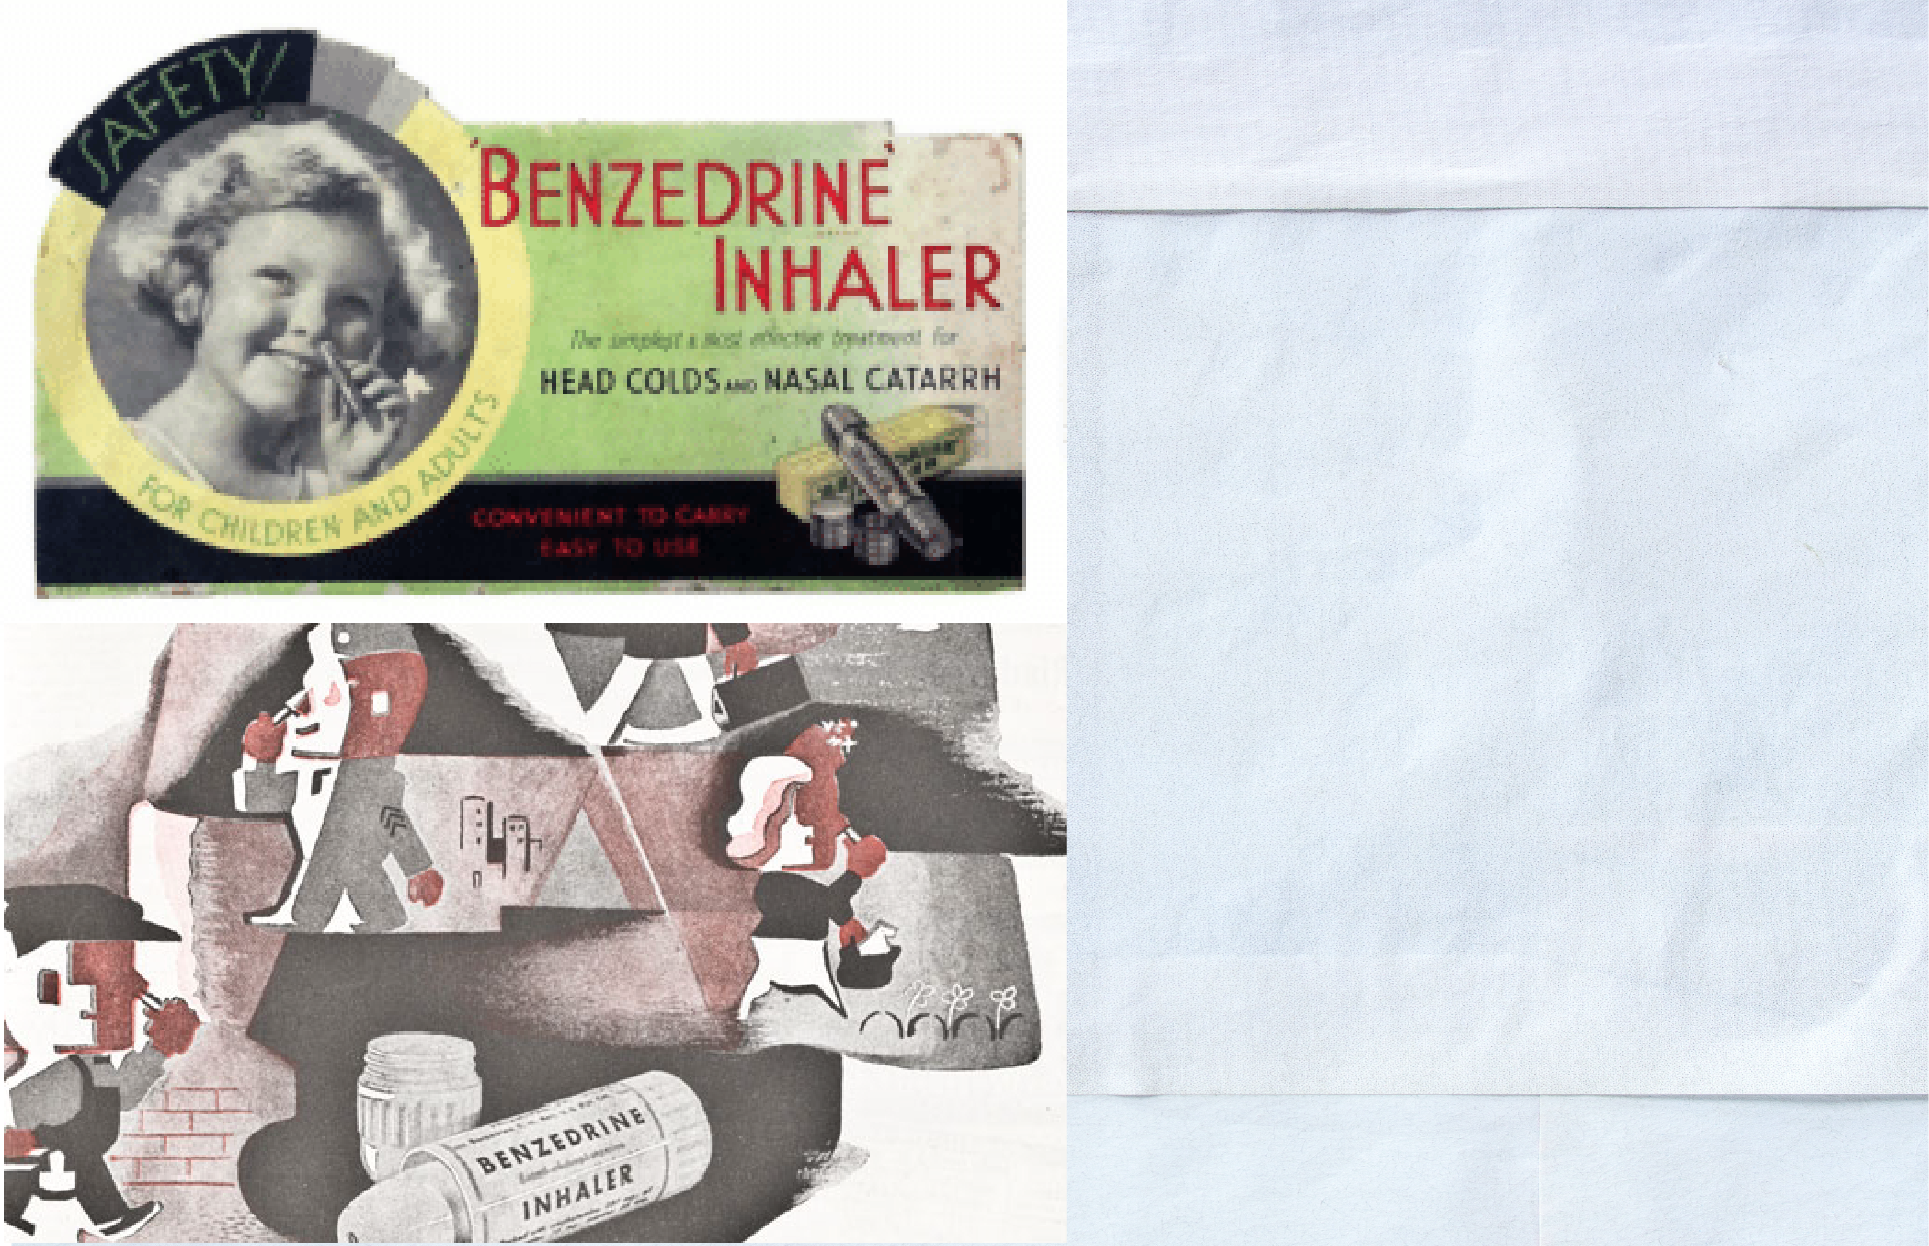 SAFETY!
'BENZEDRINE'
INHALER
The simplest & most effective treatment for
HEAD COLDS AND NASAL CATARRH
FOR CHILDREN AND ADULTS
CONVENIENT TO CARRY
EASY TO USE
BENZEDRINE
INHALER